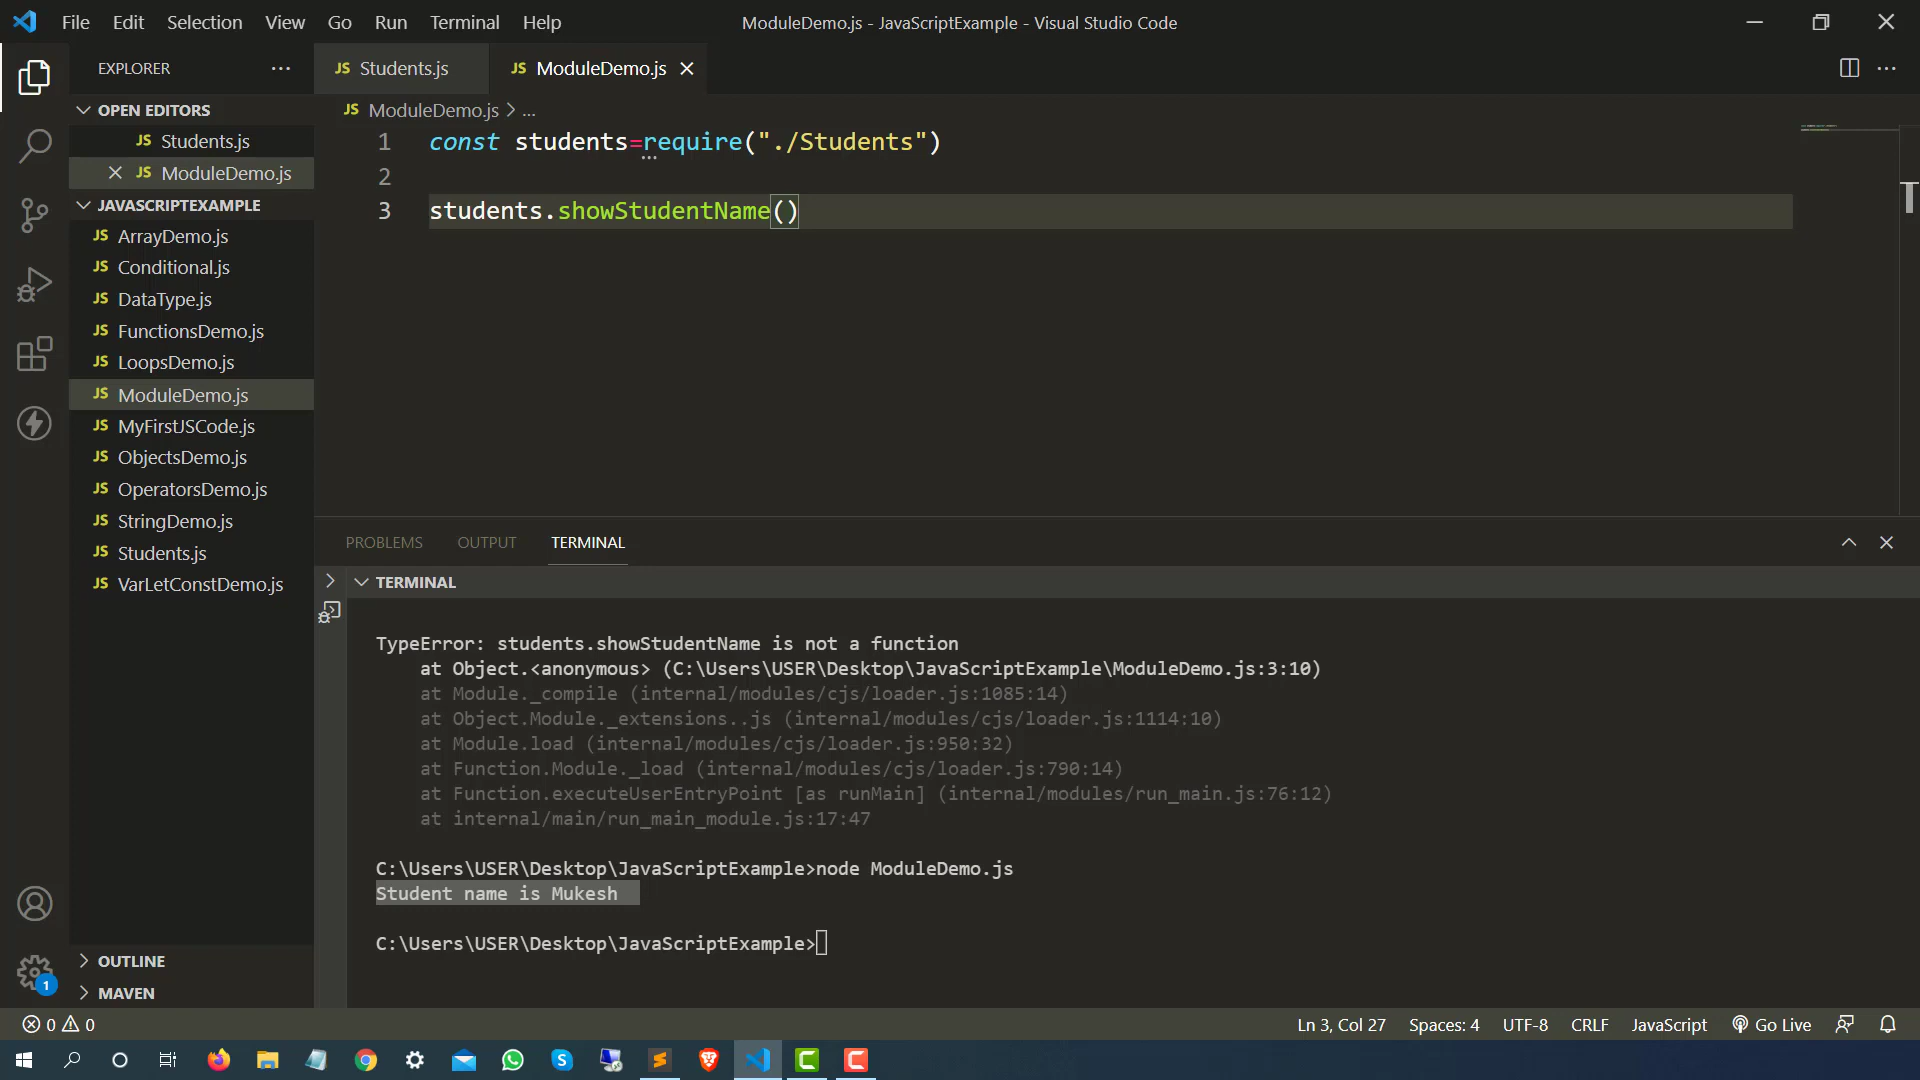 File Edit Selection View Go Run Terminal Help
ModuleDemo.js - JavaScriptExample - Visual Studio Code
EXPLORER
OPEN EDITORS
JS Students.js
JS ModuleDemo.js
JAVASCRIPTEXAMPLE
JS ArrayDemo.js
JS Conditional.js
JS DataType.js
JS FunctionsDemo.js
JS LoopsDemo.js
JS ModuleDemo.js
JS MyFirstJSCode.js
JS ObjectsDemo.js
JS OperatorsDemo.js
JS StringDemo.js
JS Students.js
JS VarLetConstDemo.js
OUTLINE
MAVEN
1
JS Students.js
JS ModuleDemo.js
JS ModuleDemo.js > ...
1 const students=require("./Students")
2
3 students.showStudentName()
PROBLEMS OUTPUT TERMINAL
TERMINAL
TypeError: students.showStudentName is not a function
at Object.<anonymous> (C:\Users\USER\Desktop\JavaScriptExample\ModuleDemo.js:3:10)
at Module._compile (internal/modules/cjs/loader.js:1085:14)
at Object.Module._extensions..js (internal/modules/cjs/loader.js:1114:10)
at Module.load (internal/modules/cjs/loader.js:950:32)
at Function.Module._load (internal/modules/cjs/loader.js:790:14)
at Function.executeUserEntryPoint [as runMain] (internal/modules/run_main.js:76:12)
at internal/main/run_main_module.js:17:47
C:\Users\USER\Desktop\JavaScriptExample>node ModuleDemo.js
Student name is Mukesh
C:\Users\USER\Desktop\JavaScriptExample>
0 0
Ln 3, Col 27 Spaces: 4 UTF-8 CRLF JavaScript Go Live